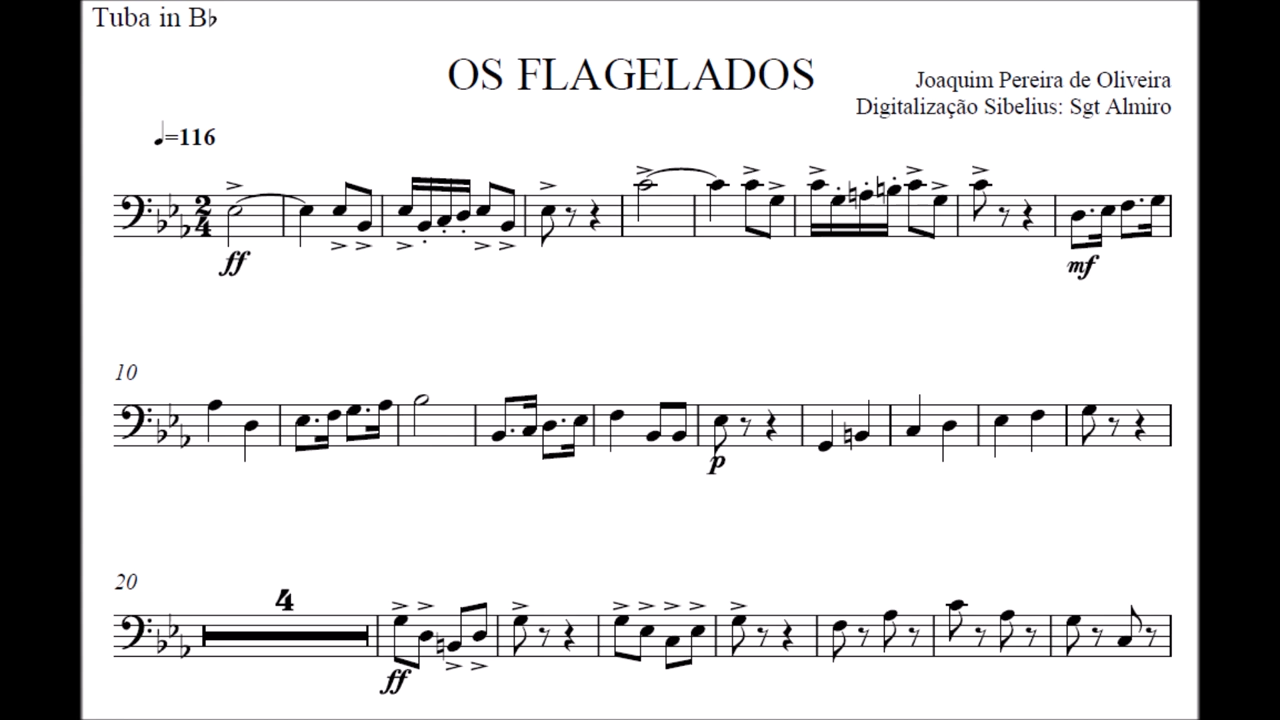 Tuba in B♭
OS FLAGELADOS
Joaquim Pereira de Oliveira
Digitalização Sibelius: Sgt Almiro
♩=116
2
4
ff
mf
10
p
20
4
ff